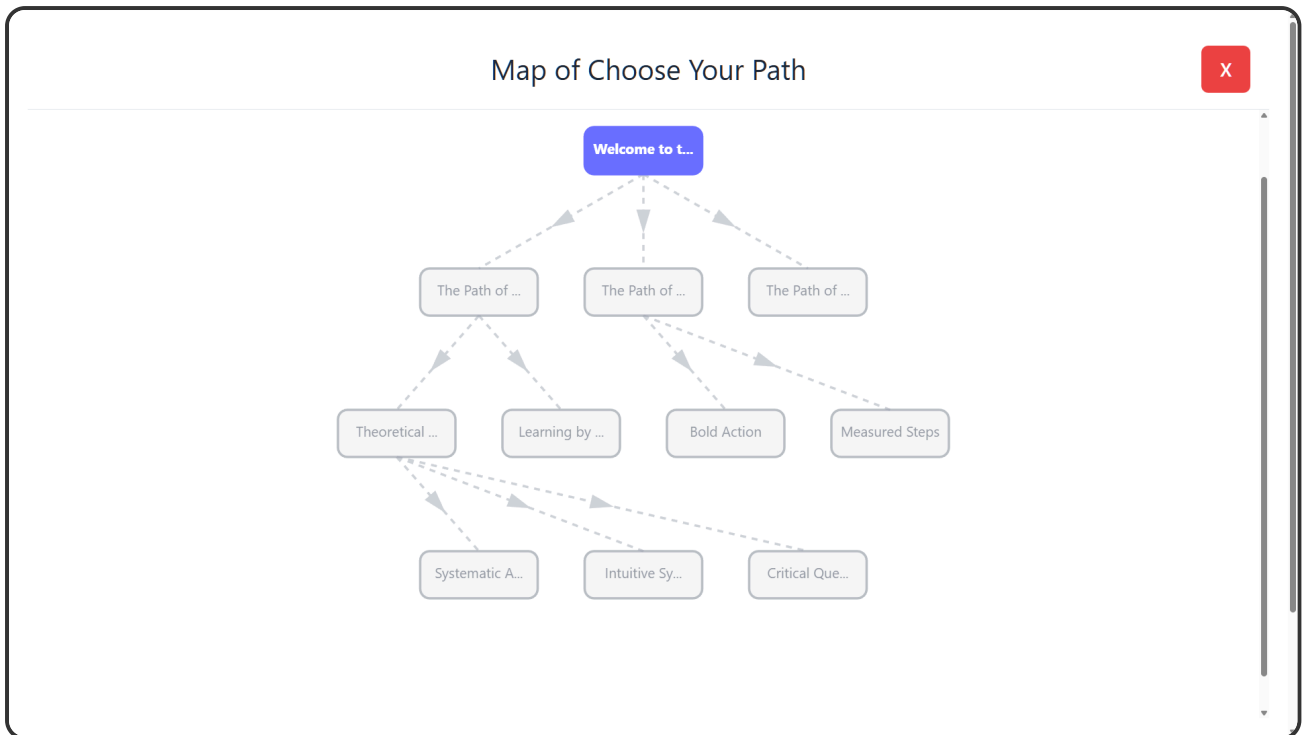 Map of Choose Your Path
X
Welcome to t...
The Path of ...
The Path of ...
The Path of ...
Theoretical ...
Learning by ...
Bold Action
Measured Steps
Systematic A...
Intuitive Sy...
Critical Que...